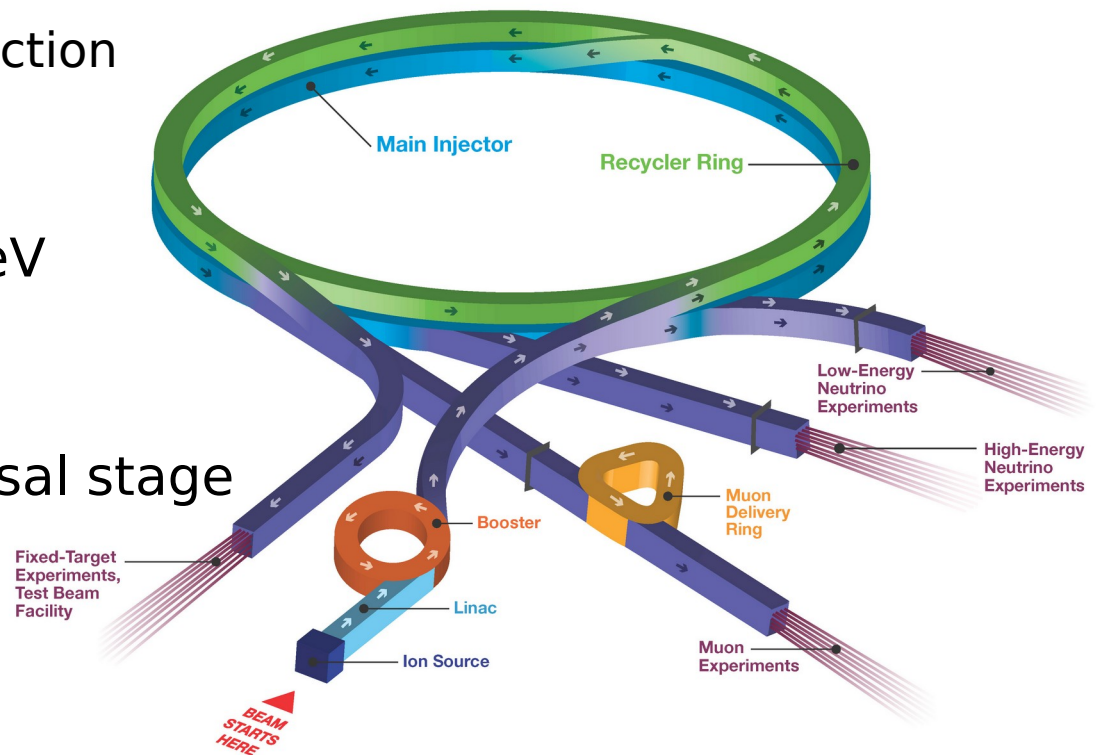 ction
Main Injector
Recycler Ring
eV
Low-Energy
Neutrino
Experiments
High-Energy
Neutrino
Experiments
sal stage
Muon
Delivery
Ring
Booster
Fixed-Target
Experiments,
Test Beam
Facility
Linac
Ion Source
Muon
Experiments
BEAM
STARTS
HERE